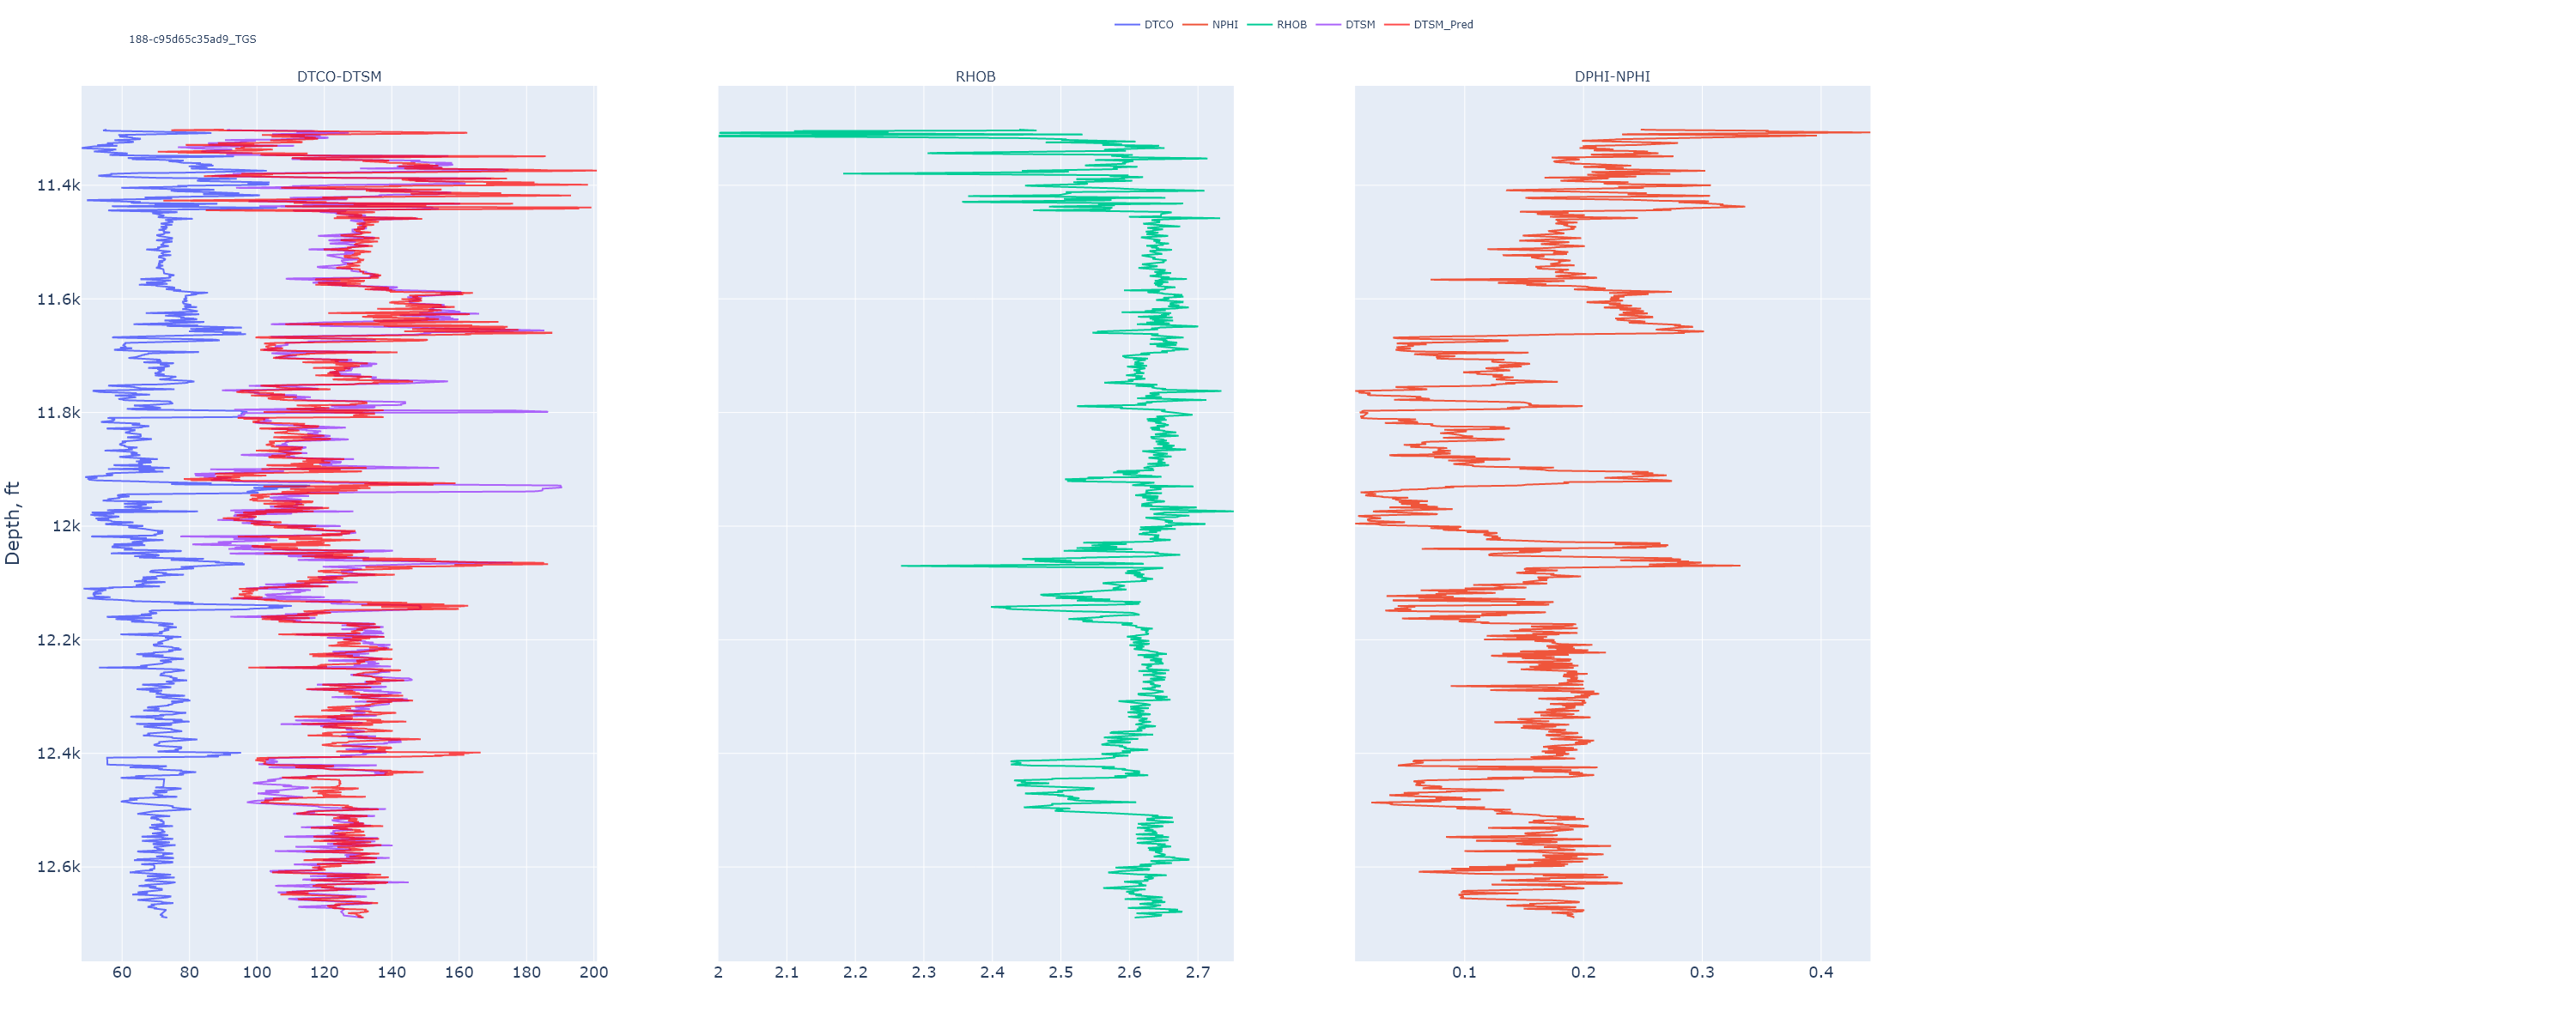 DTCO NPHI RHOB DTSM DTSM_Pred
188-c95d65c35ad9_TGS
DTCO-DTSM RHOB DPHI-NPHI
Depth, ft
11.4k
11.6k
11.8k
12k
12.2k
12.4k
12.6k
60 80 100 120 140 160 180 200
2 2.1 2.2 2.3 2.4 2.5 2.6 2.7
0.1 0.2 0.3 0.4